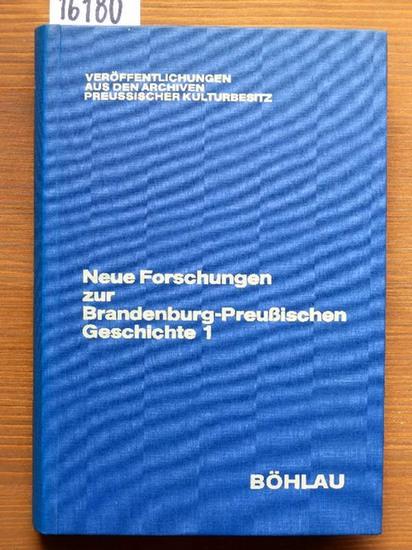 16180
VERÖFFENTLICHUNGEN
AUS DEN ARCHIVEN
PREUSSISCHER KULTURBESITZ
Neue Forschungen
zur
Brandenburg-Preußischen
Geschichte 1
BÖHLAU